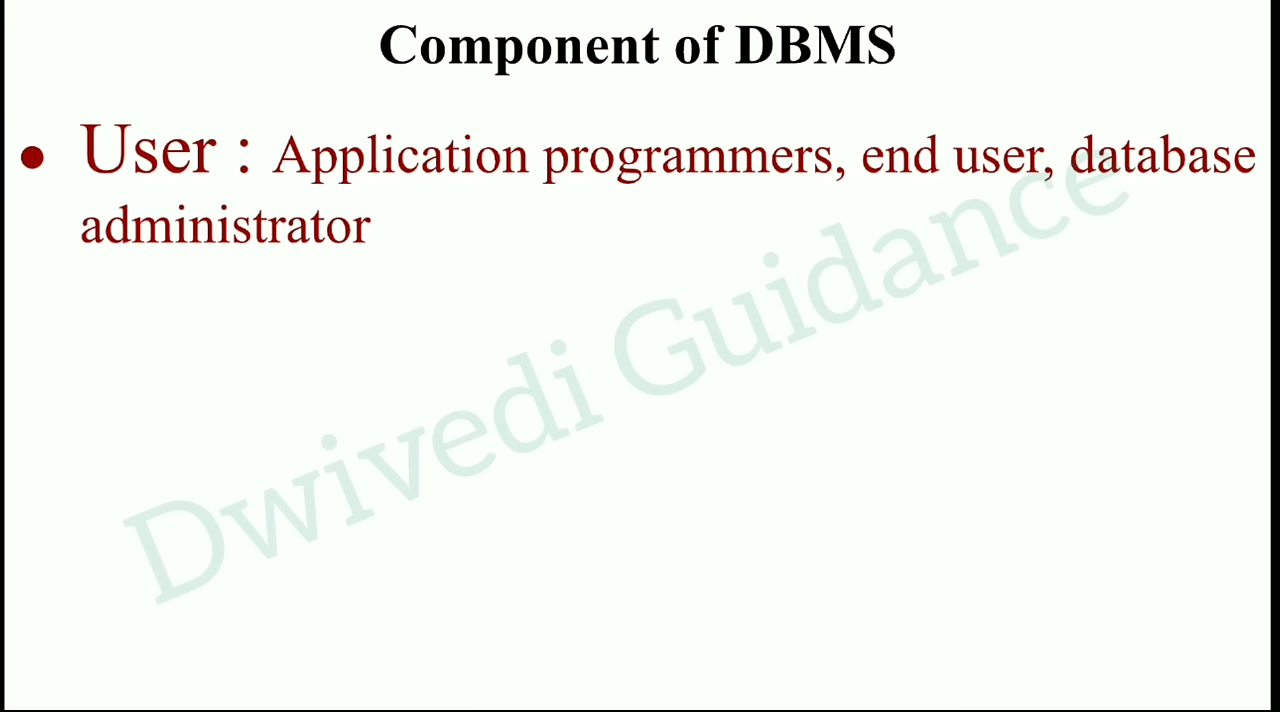 Component of DBMS
• User : Application programmers, end user, database
administrator
Dwivedi Guidance